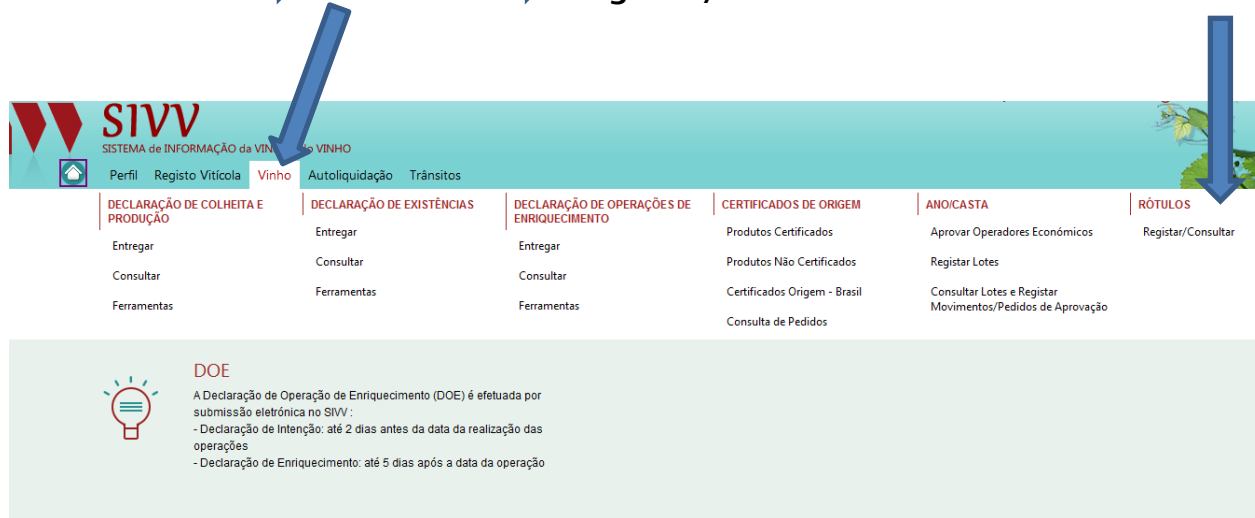 SIVV
SISTEMA de INFORMAÇÃO da VIN VINHO
Perfil Registo Vitícola Vinho Autoliquidação Trânsitos
DECLARAÇÃO DE COLHEITA E
PRODUÇÃO
Entregar
Consultar
Ferramentas
DECLARAÇÃO DE EXISTÊNCIAS
Entregar
Consultar
Ferramentas
DECLARAÇÃO DE OPERAÇÕES DE
ENRIQUECIMENTO
Entregar
Consultar
Ferramentas
CERTIFICADOS DE ORIGEM
Produtos Certificados
Produtos Não Certificados
Certificados Origem - Brasil
Consulta de Pedidos
ANO/CASTA
Aprovar Operadores Económicos
Registar Lotes
Consultar Lotes e Registar
Movimentos/Pedidos de Aprovação
RÓTULOS
Registar/Consultar
DOE
A Declaração de Operação de Enriquecimento (DOE) é efetuada por
submissão eletrónica no SIVV :
- Declaração de Intenção: até 2 dias antes da data da realização das
operações
- Declaração de Enriquecimento: até 5 dias após a data da operação